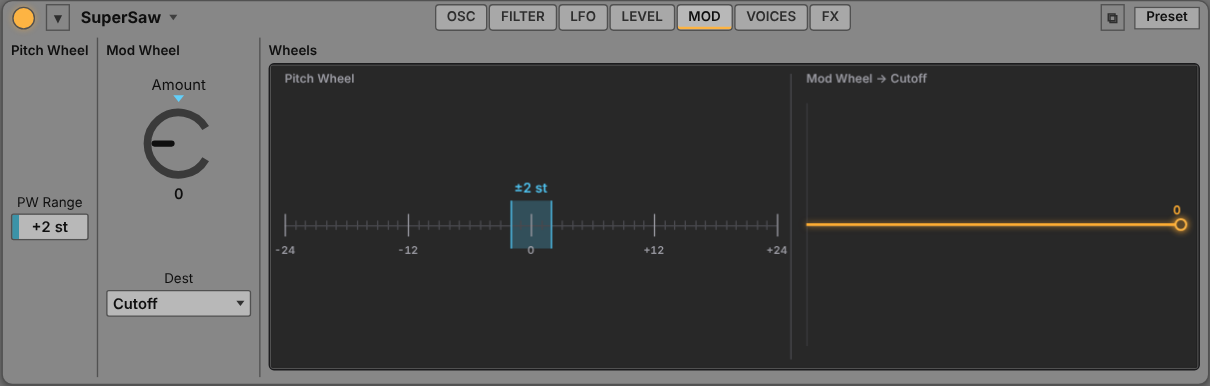 SuperSaw
OSC FILTER LFO LEVEL MOD VOICES FX
Preset
Pitch Wheel
Mod Wheel
Wheels
Amount
0
PW Range
+2 st
Dest
Cutoff
Pitch Wheel
±2 st
-24 -12 0 +12 +24
Mod Wheel → Cutoff
0